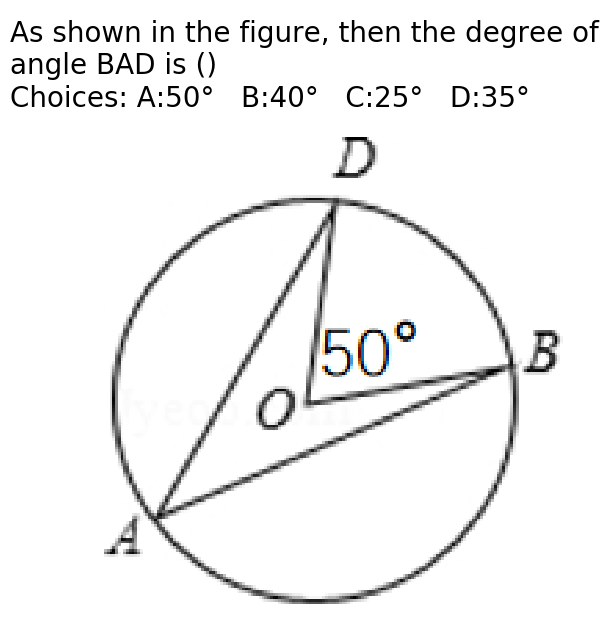 As shown in the figure, then the degree of
angle BAD is ()
Choices: A:50° B:40° C:25° D:35°
D
50°
B
O
A